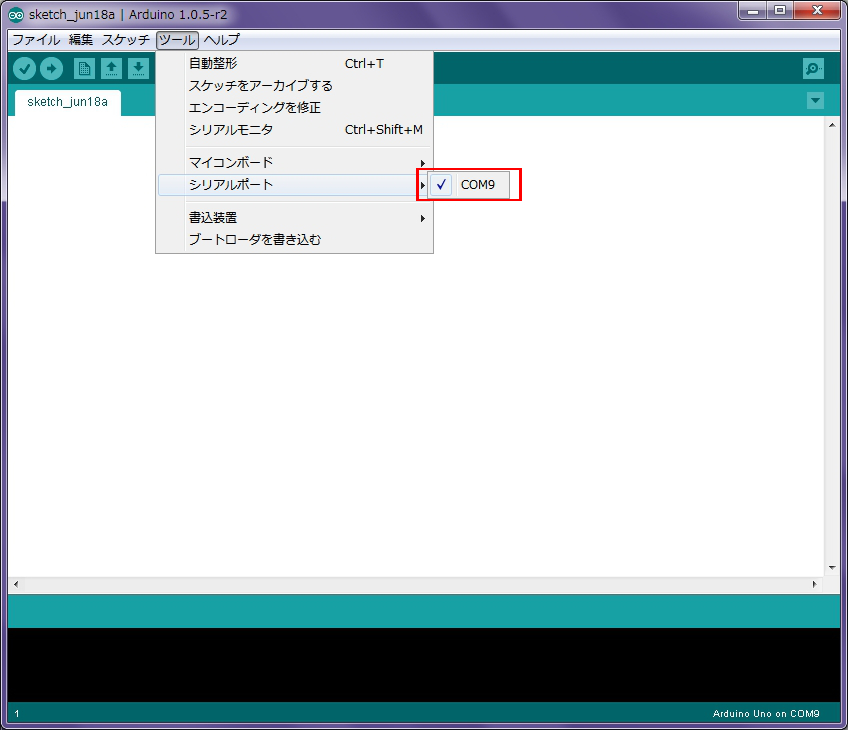 sketch_jun18a | Arduino 1.0.5-r2
ファイル 編集 スケッチ ツール ヘルプ
自動整形 Ctrl+T
スケッチをアーカイブする
エンコーディングを修正
シリアルモニタ Ctrl+Shift+M
マイコンボード
シリアルポート
COM9
書込装置
ブートローダを書き込む
sketch_jun18a
1
Arduino Uno on COM9